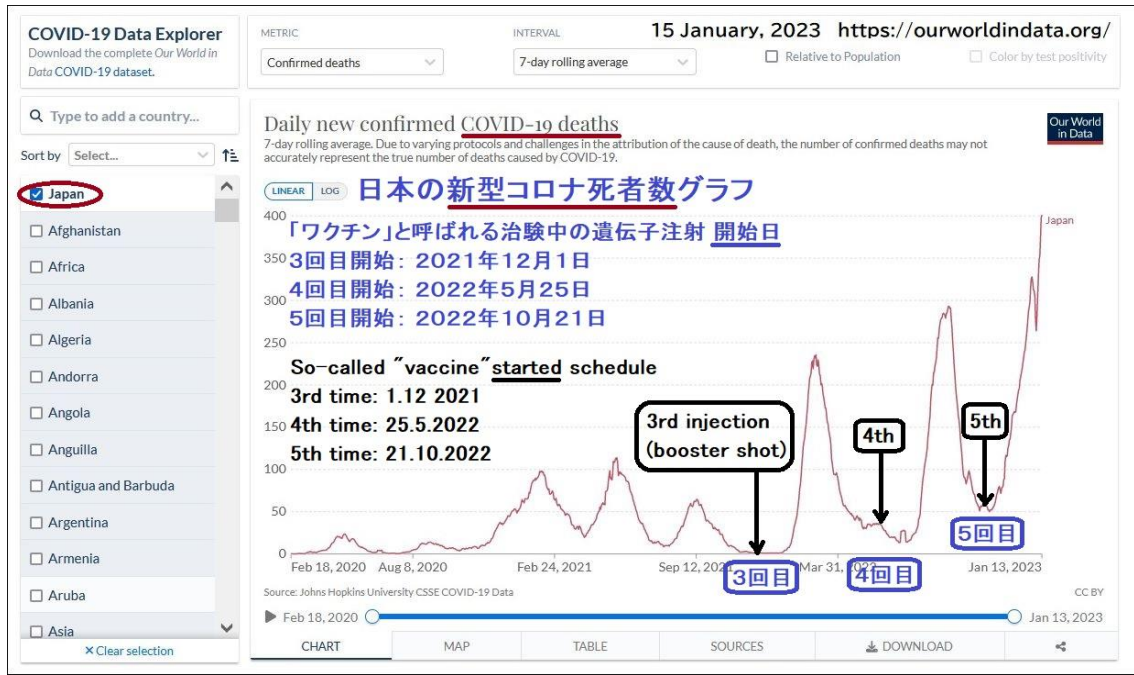 COVID-19 Data Explorer
Download the complete Our World in
Data COVID-19 dataset.
METRIC
Confirmed deaths
INTERVAL
7-day rolling average
15 January, 2023 https://ourworldindata.org/
Relative to Population
Color by test positivity
Type to add a country...
Sort by Select...
Japan
Afghanistan
Africa
Albania
Algeria
Andorra
Angola
Anguilla
Antigua and Barbuda
Argentina
Armenia
Aruba
Asia
× Clear selection
Daily new confirmed COVID-19 deaths
7-day rolling average. Due to varying protocols and challenges in the attribution of the cause of death, the number of confirmed deaths may not
accurately represent the true number of deaths caused by COVID-19.
Our World
in Data
LINEAR LOG
日本の新型コロナ死者数グラフ
「ワクチン」と呼ばれる治験中の遺伝子注射 開始日
3回目開始: 2021年12月1日
4回目開始: 2022年5月25日
5回目開始: 2022年10月21日
So-called "vaccine" started schedule
3rd time: 1.12 2021
4th time: 25.5.2022
5th time: 21.10.2022
400
350
300
250
200
150
100
50
0
Japan
3rd injection
(booster shot)
4th
5th
3回目
4回目
5回目
Feb 18, 2020
Aug 8, 2020
Feb 24, 2021
Sep 12, 2021
Mar 31, 2022
Jan 13, 2023
Source: Johns Hopkins University CSSE COVID-19 Data
CC BY
Feb 18, 2020
Jan 13, 2023
CHART
MAP
TABLE
SOURCES
DOWNLOAD